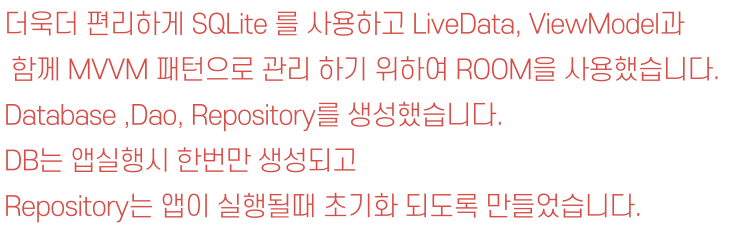 더욱더 편리하게 SQLite 를 사용하고 LiveData, ViewModel과
함께 MVVM 패턴으로 관리 하기 위하여 ROOM을 사용했습니다.
Database ,Dao, Repository를 생성했습니다.
DB는 앱실행시 한번만 생성되고
Repository는 앱이 실행될때 초기화 되도록 만들었습니다.